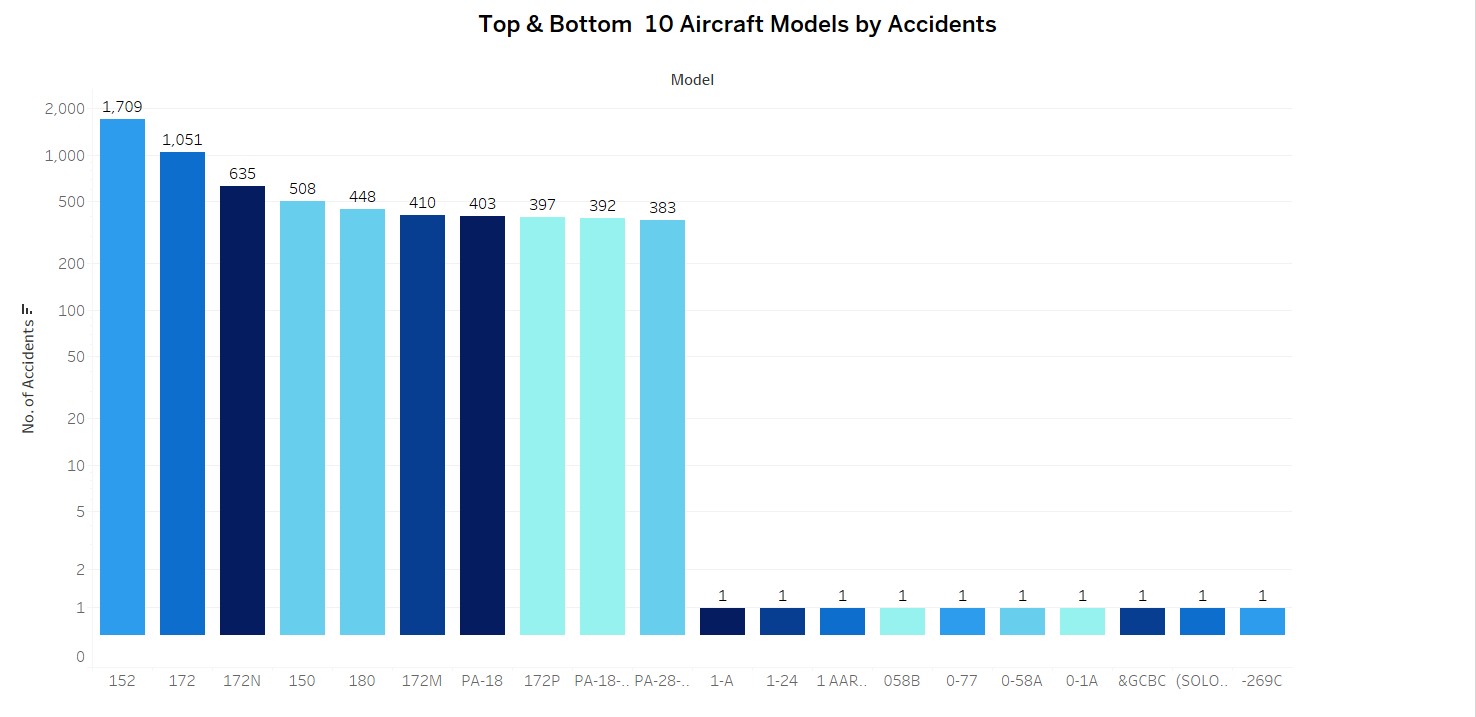 Top & Bottom  10 Aircraft Models by Accidents
Model
No. of Accidents
2,000
1,000
500
200
100
50
20
10
5
2
1
0
1,709
1,051
635
508
448
410
403
397
392
383
1
1
1
1
1
1
1
1
1
1
152
172
172N
150
180
172M
PA-18
172P
PA-18-..
PA-28-..
1-A
1-24
1 AAR..
058B
0-77
0-58A
0-1A
&GCBC
(SOLO..
-269C